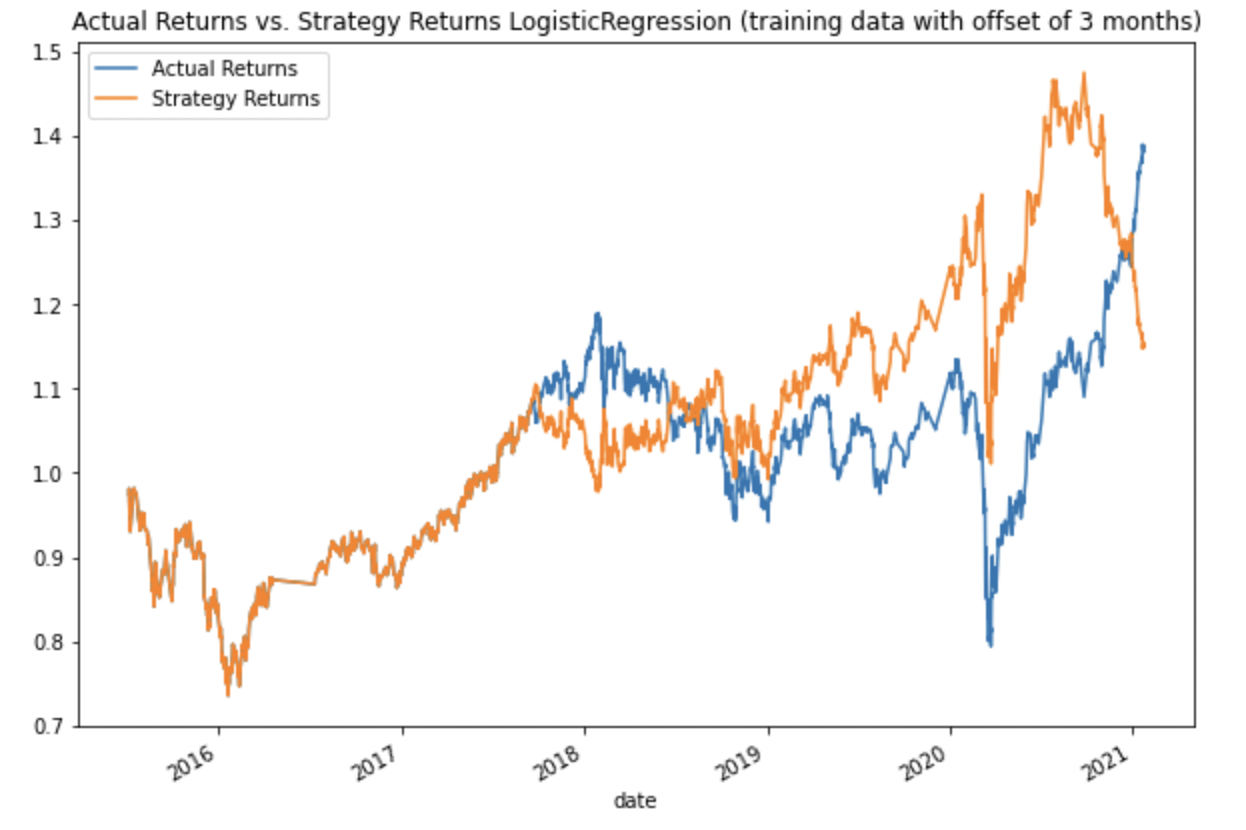 Actual Returns vs. Strategy Returns LogisticRegression (training data with offset of 3 months)
1.5
Actual Returns
Strategy Returns
1.4
1.3
1.2
1.1
1.0
0.9
0.8
0.7
2016 2017 2018 2019 2020 2021
date